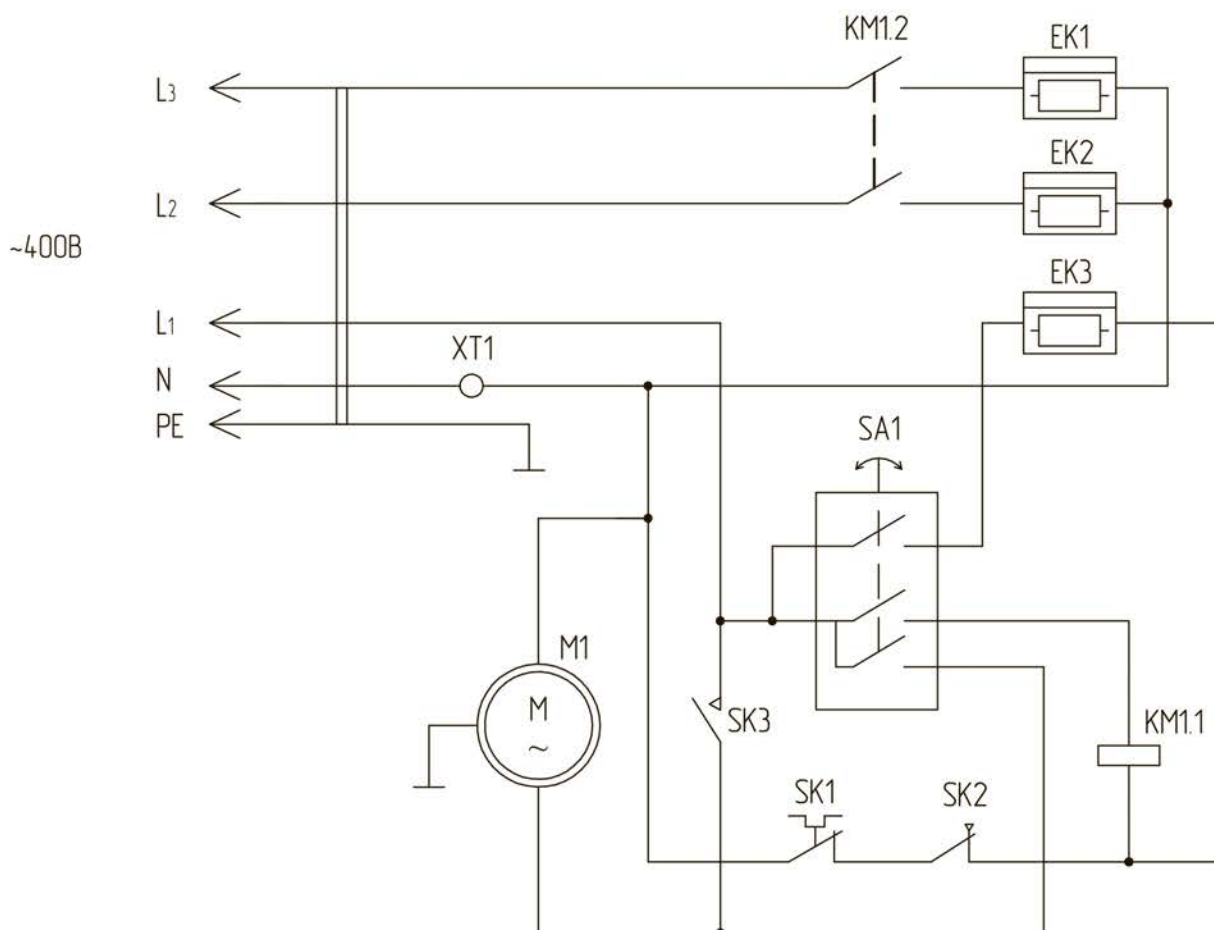 KM1.2
EK1
L3
EK2
L2
~400В
EK3
L1
XT1
N
PE
SA1
M1
M
~
SK3
KM1.1
SK1
SK2